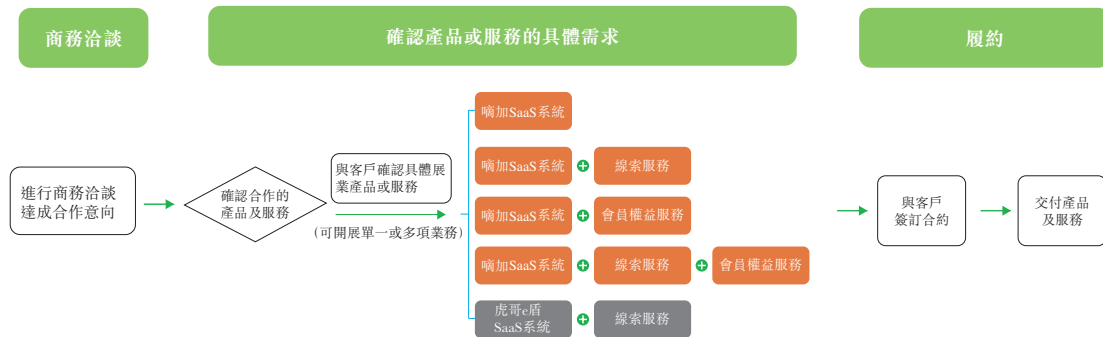 商務洽談
確認產品或服務的具體需求
履約
進行商務洽談
達成合作意向
確認合作的
產品及服務
與客戶確認具體展
業產品或服務
(可開展單一或多項業務)
嘀加SaaS系統
嘀加SaaS系統
線索服務
嘀加SaaS系統
會員權益服務
嘀加SaaS系統
線索服務
會員權益服務
虎哥e盾
SaaS系統
線索服務
與客戶
簽訂合約
交付產品
及服務